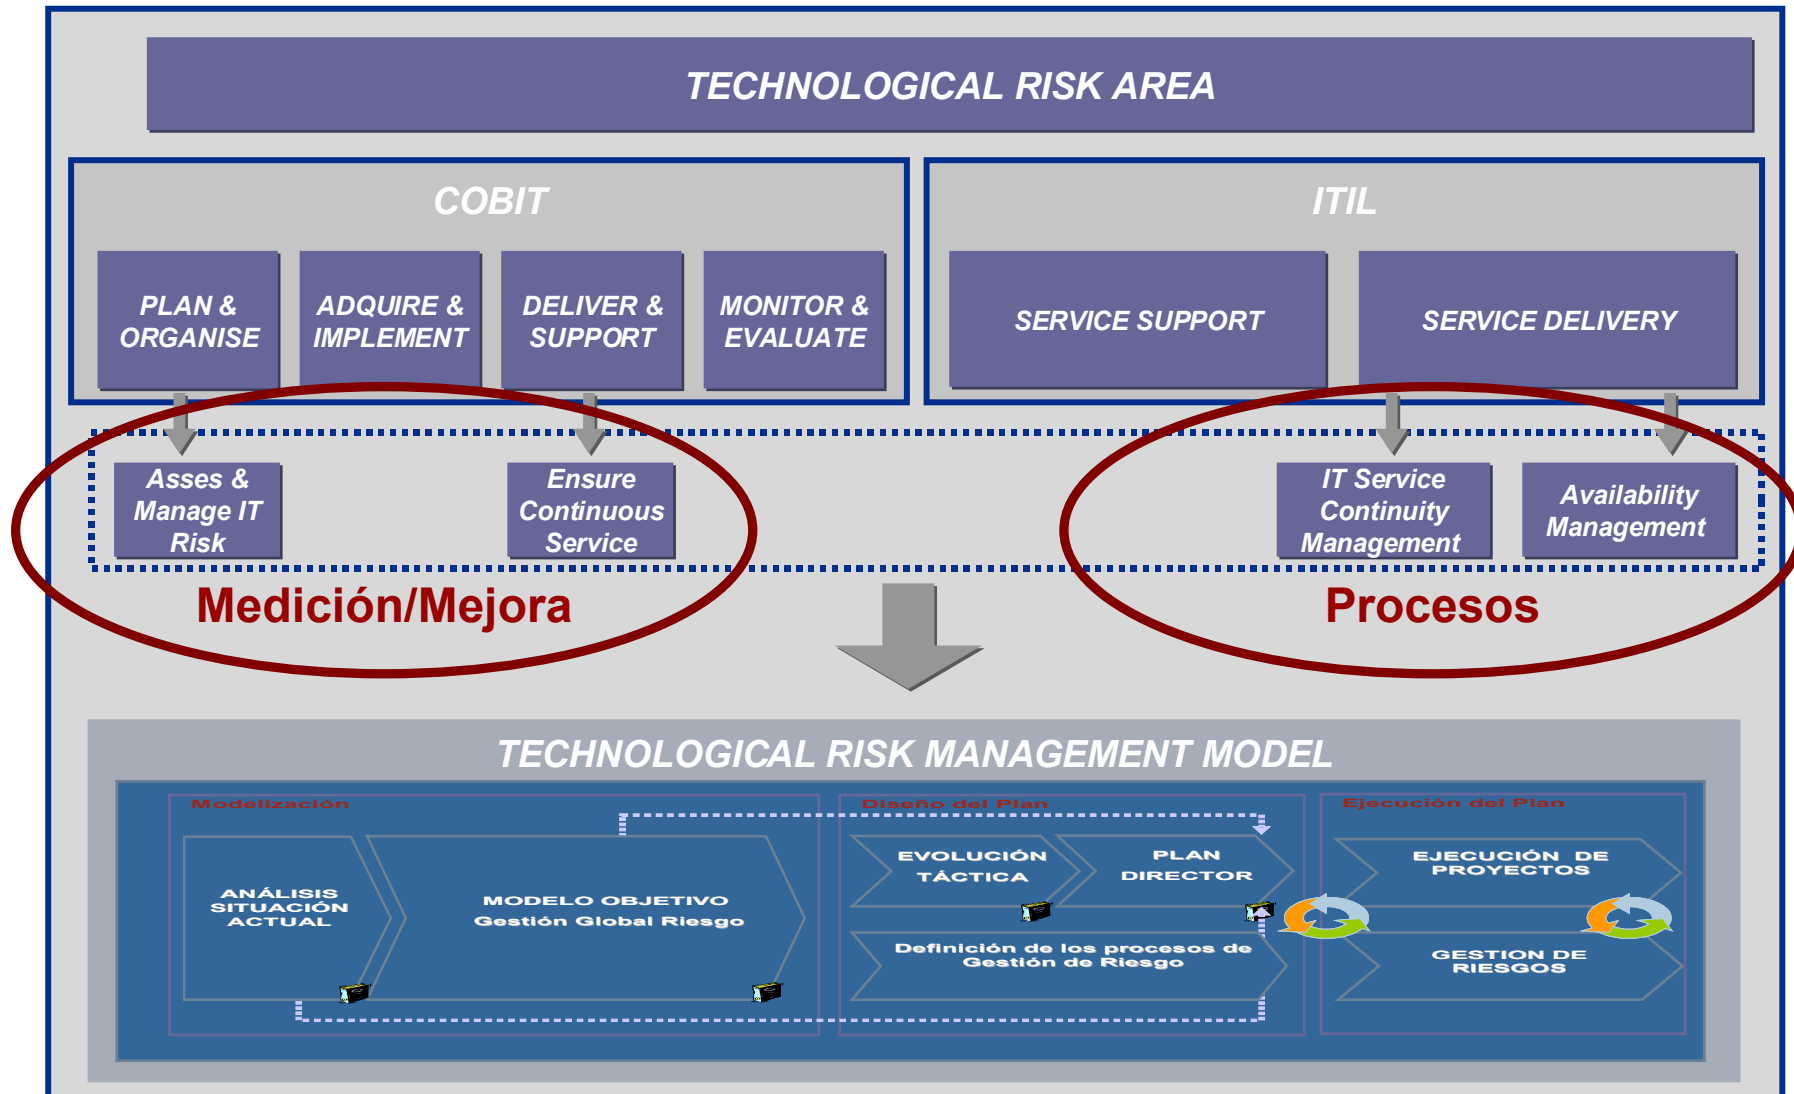 TECHNOLOGICAL RISK AREA
COBIT
PLAN &
ORGANISE
ADQUIRE &
IMPLEMENT
DELIVER &
SUPPORT
MONITOR &
EVALUATE
ITIL
SERVICE SUPPORT
SERVICE DELIVERY
Asses &
Manage IT
Risk
Ensure
Continuous
Service
IT Service
Continuity
Management
Availability
Management
Medición/Mejora
Procesos
TECHNOLOGICAL RISK MANAGEMENT MODEL
Modelización
ANÁLISIS
SITUACIÓN
ACTUAL
MODELO OBJETIVO
Gestión Global Riesgo
Diseño del Plan
EVOLUCIÓN
TÁCTICA
PLAN
DIRECTOR
Definición de los procesos de
Gestión de Riesgo
Ejecución del Plan
EJECUCIÓN DE
PROYECTOS
GESTION DE
RIESGOS